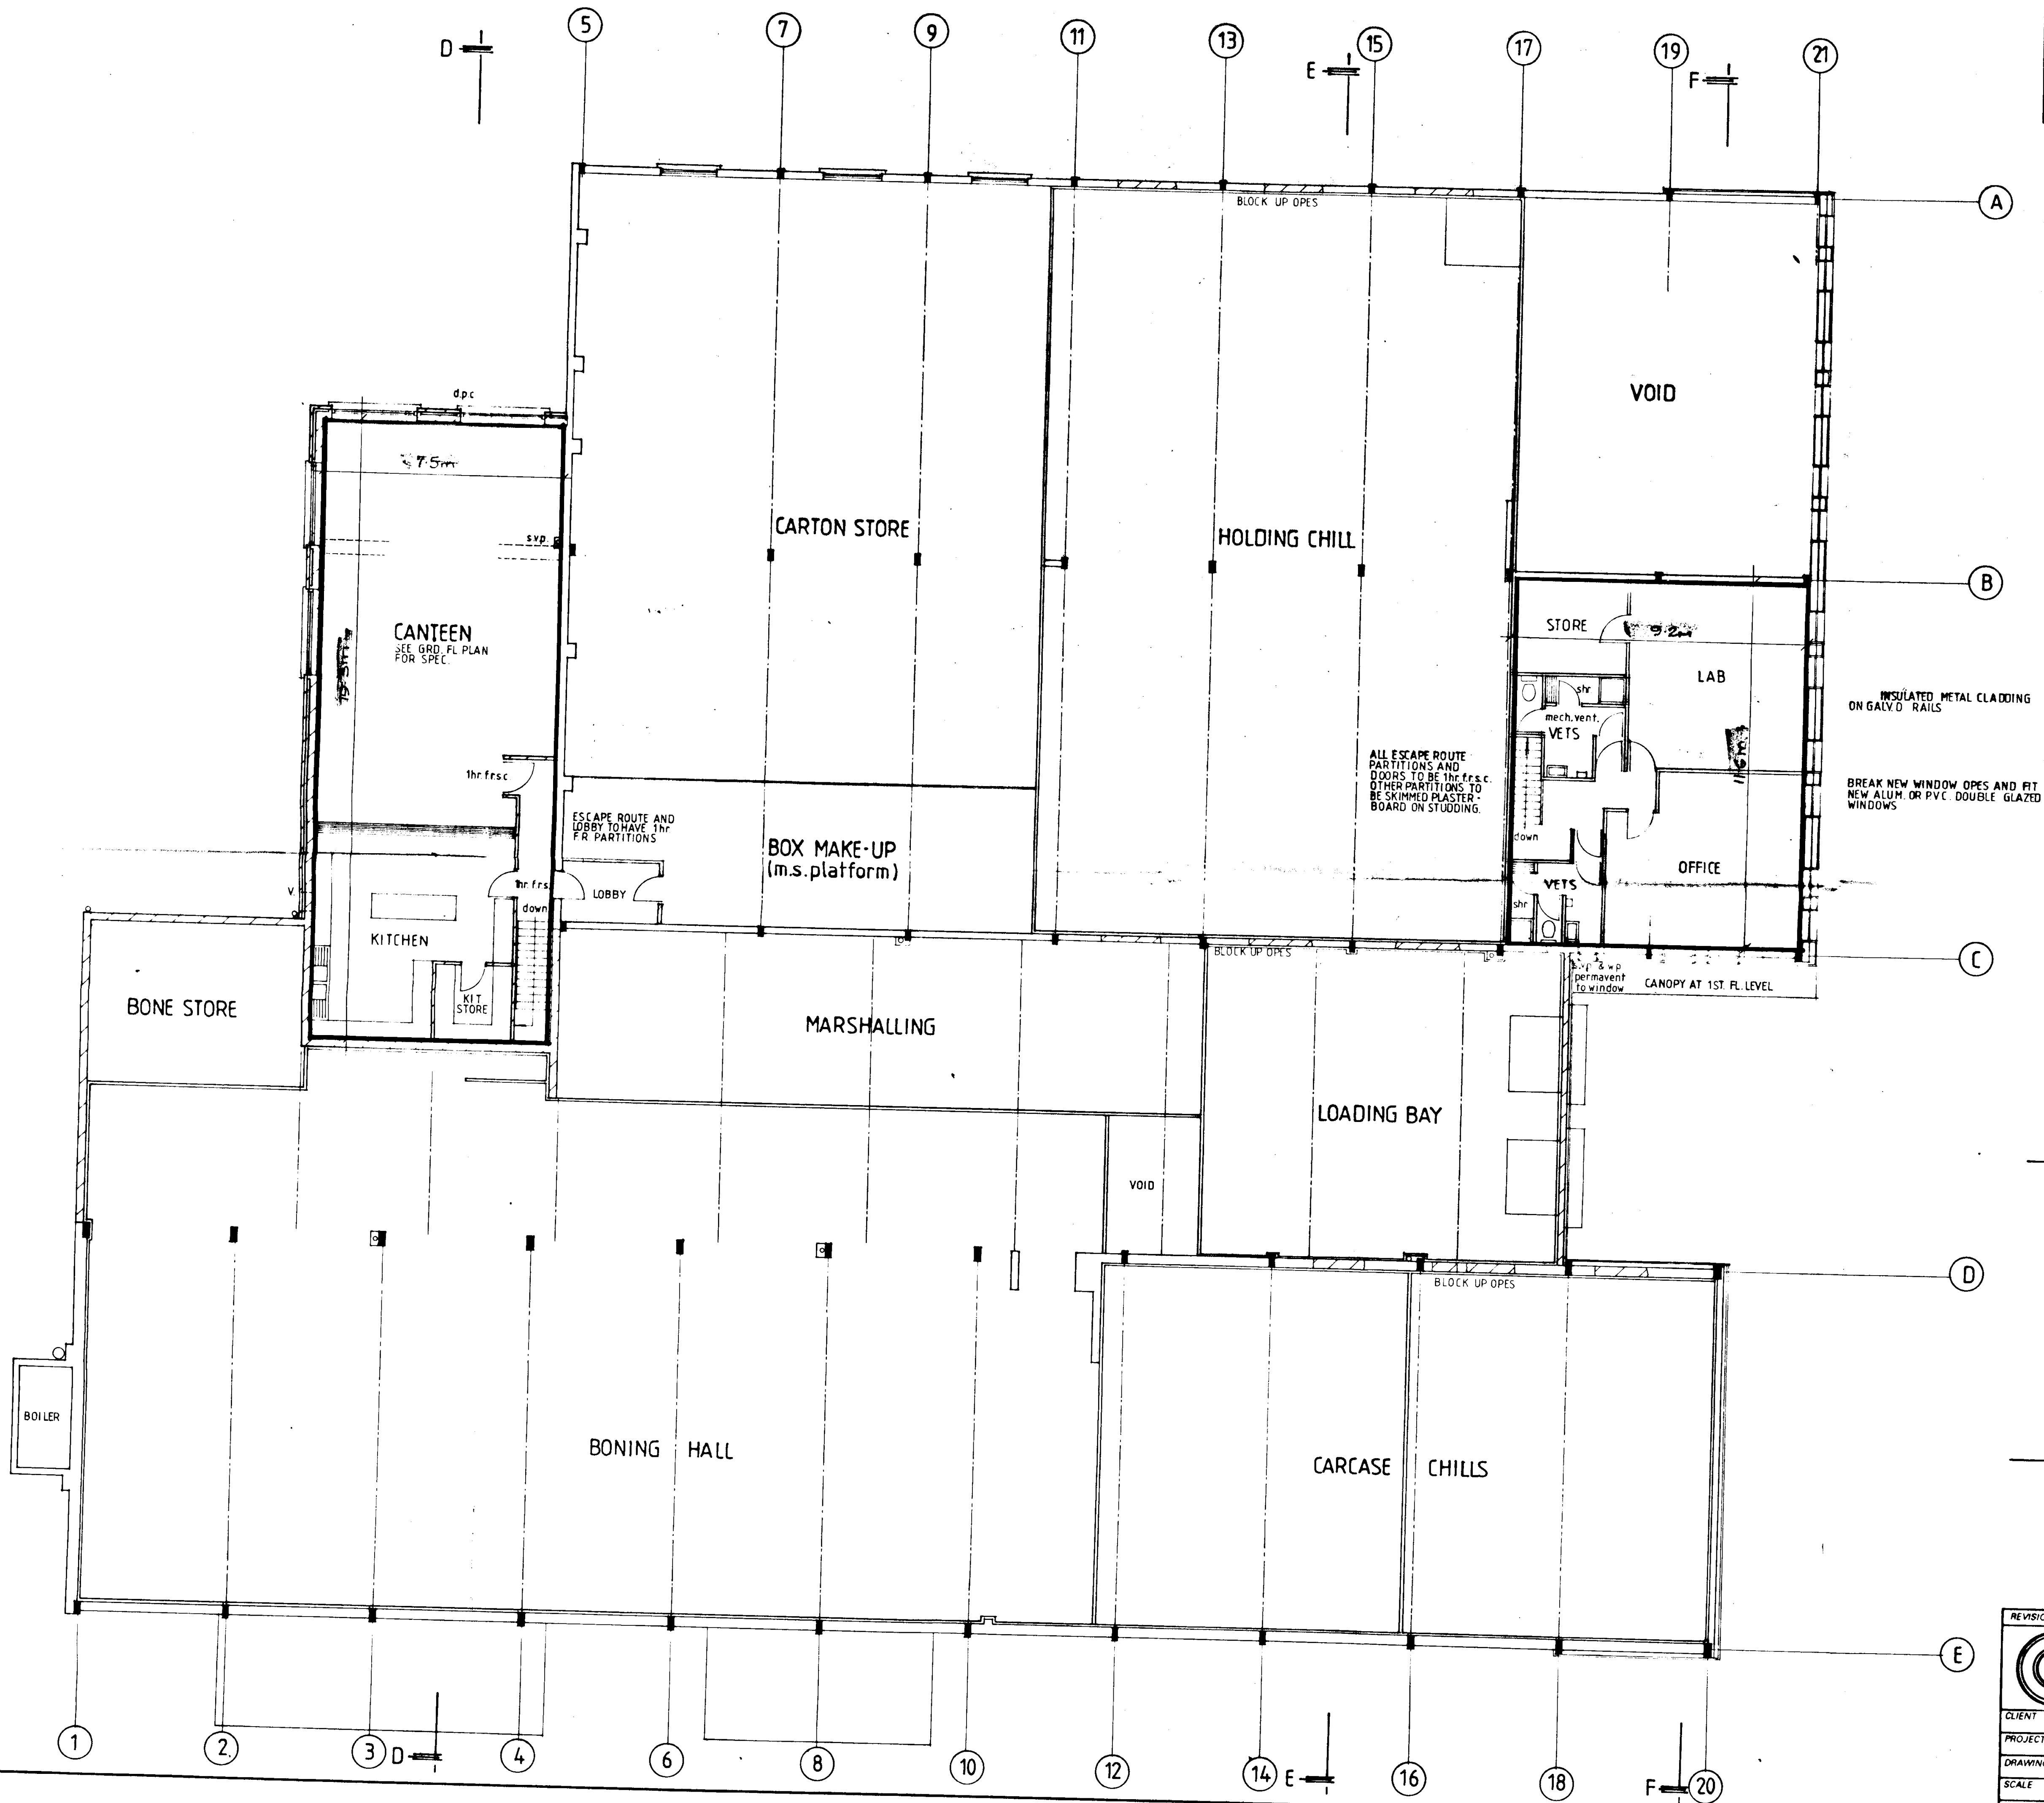 5
7
9
11
13
15
17
19
21
D
E
F
A
BLOCK UP OPES
VOID
d.p.c
7.5m
CARTON STORE
s.v.p.
HOLDING CHILL
B
CANTEEN
SEE GRD. FL PLAN
FOR SPEC.
STORE
9.2m
LAB
shr
mech.vent.
VETS
INSULATED METAL CLADDING
ON GALV.D RAILS
ALL ESCAPE ROUTE
PARTITIONS AND
DOORS TO BE 1hr.f.r.s.c.
OTHER PARTITIONS TO
BE SKIMMED PLASTER-
BOARD ON STUDDING.
BREAK NEW WINDOW OPES AND FIT
NEW ALUM. OR P.V.C. DOUBLE GLAZED
WINDOWS
1hr.f.r.s.c
ESCAPE ROUTE AND
LOBBY TO HAVE 1hr
F.R PARTITIONS
BOX MAKE-UP
(m.s.platform)
down
OFFICE
V.
1hr. f.r.s.
LOBBY
down
VETS
shr
KITCHEN
BLOCK UP OPES
C
s.v.p & w.p
permavent
to window
CANOPY AT 1ST. FL. LEVEL
BONE STORE
KIT
STORE
MARSHALLING
LOADING BAY
VOID
D
BLOCK UP OPES
BOILER
BONING HALL
CARCASE CHILLS
E
1
2.
3
D
4
6
8
10
12
14
E
16
18
F
20
CLIENT
PROJECT
SCALE